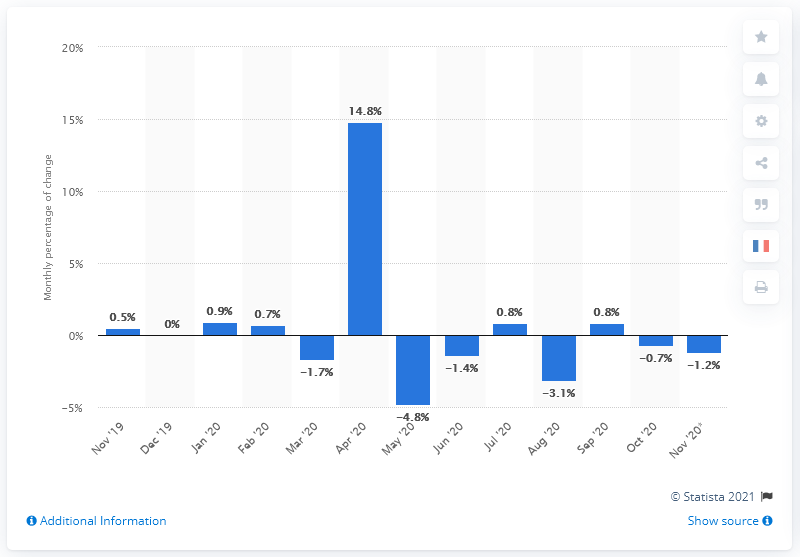 20%
15%
10%
5%
0%
−5%
Monthly percentage of change
0.5%
0%
0.9%
0.7%
−1.7%
14.8%
−4.8%
−1.4%
0.8%
−3.1%
0.8%
−0.7%
−1.2%
Nov '19
Dec '19
Jan '20
Feb '20
Mar '20
Apr '20
May '20
Jun '20
Jul '20
Aug '20
Sep '20
Oct '20
Nov '20*
© Statista 2021
Additional Information
Show source